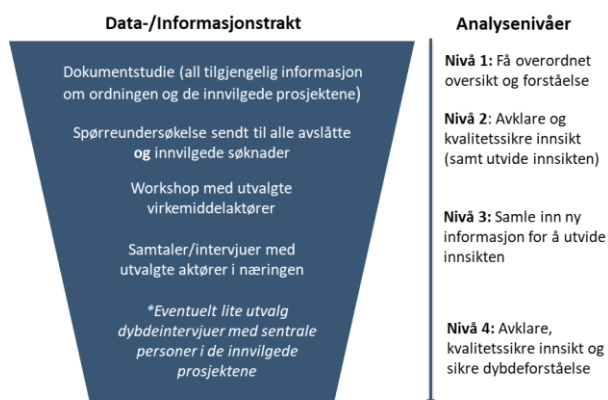 Data-/Informasjonstrakt
Dokumentstudie (all tilgjengelig informasjon
om ordningen og de innvilgede prosjektene)
Spørreundersøkelse sendt til alle avslåtte
og innvilgede søknader
Workshop med utvalgte
virkemiddelaktører
Samtaler/intervjuer med
utvalgte aktører i næringen
*Eventuelt lite utvalg
dybdeintervjuer med sentrale
personer i de innvilgede
prosjektene
Analysenivåer
Nivå 1: Få overordnet
oversikt og forståelse
Nivå 2: Avklare og
kvalitetssikre innsikt
(samt utvide innsikten)
Nivå 3: Samle inn ny
informasjon for å utvide
innsikten
Nivå 4: Avklare,
kvalitetssikre innsikt og
sikre dybdeforståelse